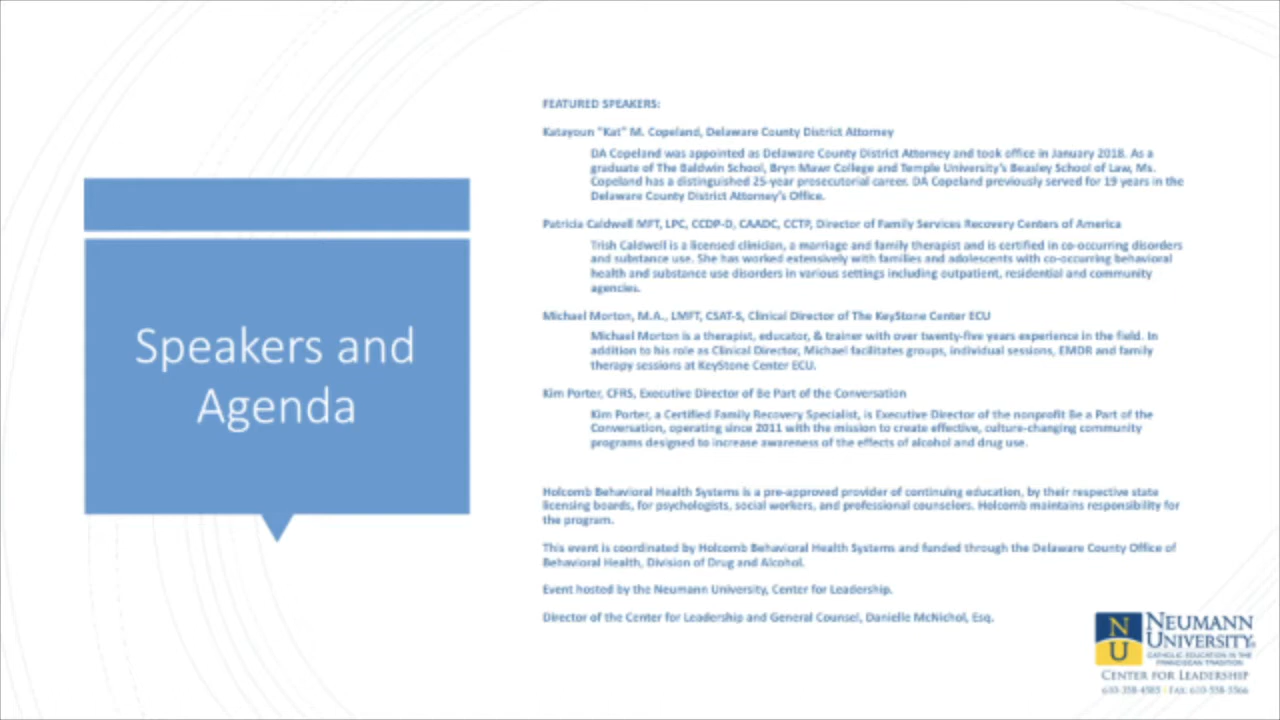 Speakers and
Agenda
FEATURED SPEAKERS:
Katayoun "Kat" M. Copeland, Delaware County District Attorney
DA Copeland was appointed as Delaware County District Attorney and took office in January 2018. As a
graduate of The Baldwin School, Bryn Mawr College and Temple University's Beasley School of Law, Ms.
Copeland has a distinguished 25-year prosecutorial career. DA Copeland previously served for 19 years in the
Delaware County District Attorney's Office.
Patricia Caldwell MFT, LPC, CCDP-D, CAADC, CCTP, Director of Family Services Recovery Centers of America
Trish Caldwell is a licensed clinician, a marriage and family therapist and is certified in co-occurring disorders
and substance use. She has worked extensively with families and adolescents with co-occurring behavioral
health and substance use disorders in various settings including outpatient, residential and community
agencies.
Michael Morton, M.A., LMFT, CSAT-S, Clinical Director of The KeyStone Center ECU
Michael Morton is a therapist, educator, & trainer with over twenty-five years experience in the field. In
addition to his role as Clinical Director, Michael facilitates groups, individual sessions, EMDR and family
therapy sessions at KeyStone Center ECU.
Kim Porter, CFRS, Executive Director of Be Part of the Conversation
Kim Porter, a Certified Family Recovery Specialist, is Executive Director of the nonprofit Be a Part of the
Conversation, operating since 2011 with the mission to create effective, culture-changing community
programs designed to increase awareness of the effects of alcohol and drug use.
Holcomb Behavioral Health Systems is a pre-approved provider of continuing education, by their respective state
licensing boards, for psychologists, social workers, and professional counselors. Holcomb maintains responsibility for
the program.
This event is coordinated by Holcomb Behavioral Health Systems and funded through the Delaware County Office of
Behavioral Health, Division of Drug and Alcohol.
Event hosted by the Neumann University, Center for Leadership.
Director of the Center for Leadership and General Counsel, Danielle McNichol, Esq.
N
U
NEUMANN
UNIVERSITY®
CATHOLIC EDUCATION IN THE
FRANCISCAN TRADITION
CENTER FOR LEADERSHIP